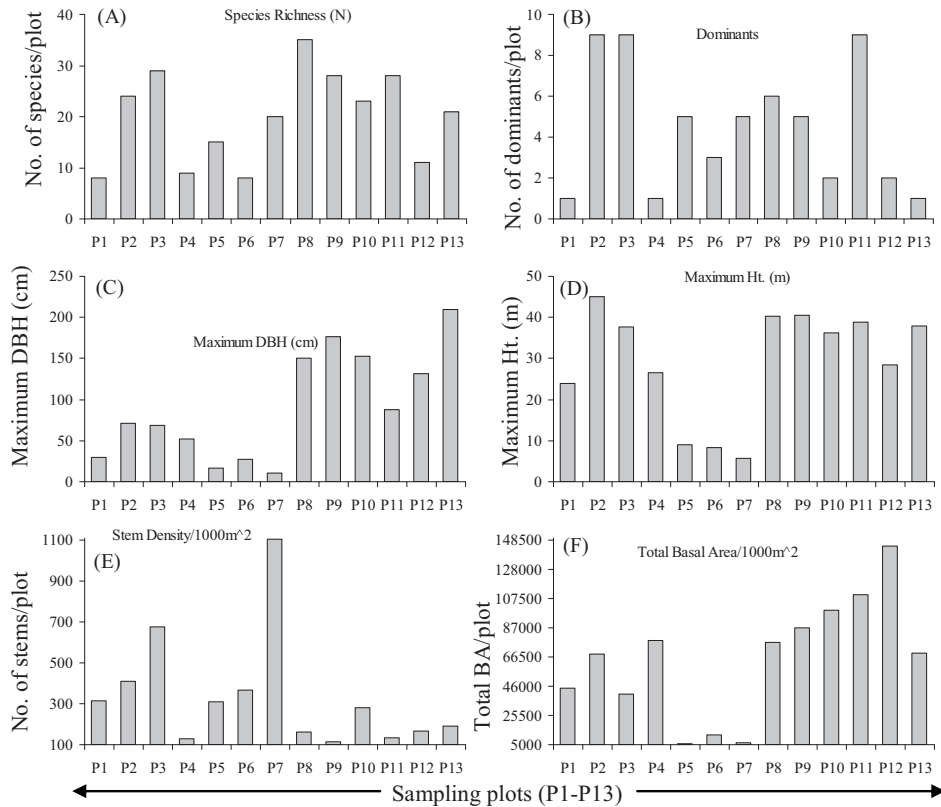 (A)
Species Richness (N)
No. of species/plot
40
30
20
10
0
P1 P2 P3 P4 P5 P6 P7 P8 P9 P10 P11 P12 P13
(B)
Dominants
No. of dominants/plot
9
8
6
4
2
0
P1 P2 P3 P4 P5 P6 P7 P8 P9 P10 P11 P12 P13
(C)
Maximum DBH (cm)
Maximum DBH (cm)
250
200
150
100
50
0
P1 P2 P3 P4 P5 P6 P7 P8 P9 P10 P11 P12 P13
(D)
Maximum Ht. (m)
Maximum Ht. (m)
50
40
30
20
10
0
P1 P2 P3 P4 P5 P6 P7 P8 P9 P10 P11 P12 P13
Stem Density/1000m^2
(E)
No. of stems/plot
1100
900
700
500
300
100
P1 P2 P3 P4 P5 P6 P7 P8 P9 P10 P11 P12 P13
(F)
Total Basal Area/1000m^2
Total BA/plot
148500
128000
107500
87000
66500
46000
25500
5000
P1 P2 P3 P4 P5 P6 P7 P8 P9 P10 P11 P12 P13
Sampling plots (P1-P13)